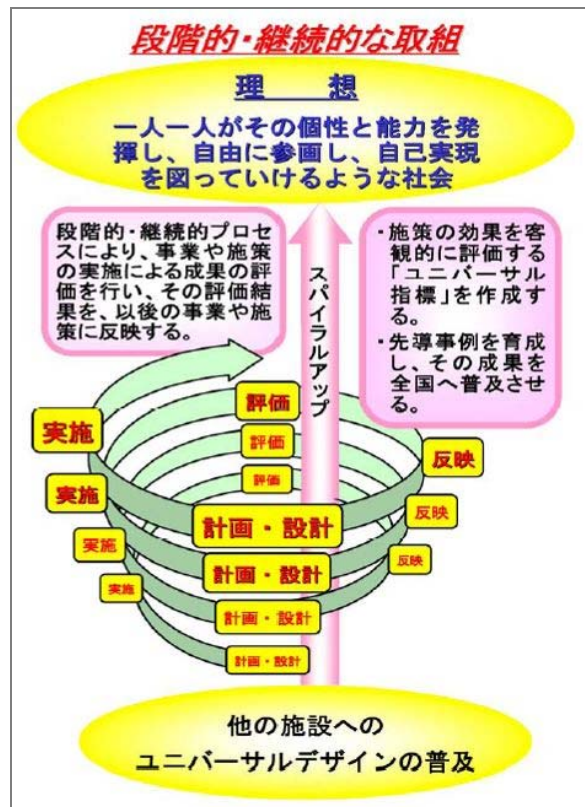 段階的・継続的な取組
理 想
一人一人がその個性と能力を発
揮し、自由に参画し、自己実現
を図っていけるような社会
段階的・継続的プロセ
スにより、事業や施策
の実施による成果の評
価を行い、その評価結
果を、以後の事業や施
策に反映する。
スパイラルアップ
・施策の効果を客
観的に評価する
「ユニバーサル
指標」を作成す
る。
・先導事例を育成
し、その成果を
全国へ普及させ
る。
評価
実施
評価
反映
評価
実施
計画・設計
反映
実施
計画・設計
反映
実施
計画・設計
計画・設計
他の施設への
ユニバーサルデザインの普及